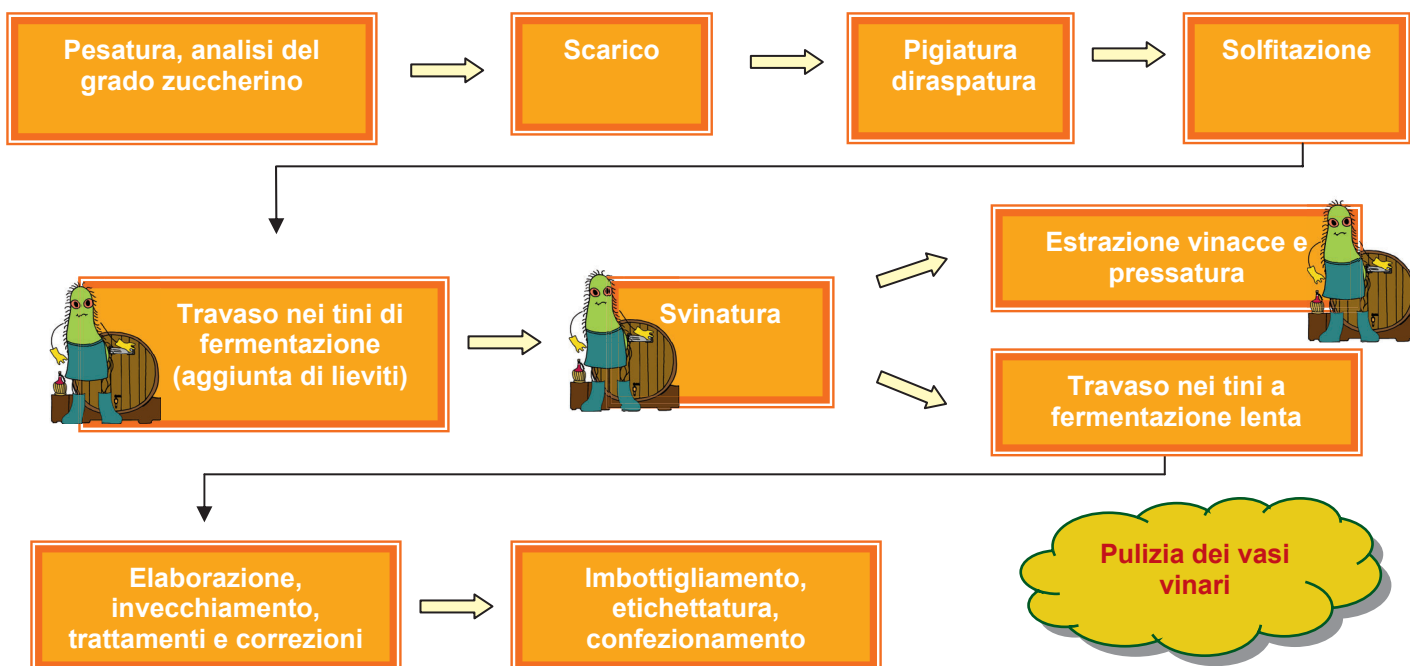 Pesatura, analisi del
grado zuccherino
Scarico
Pigiatura
diraspatura
Solfitazione
Travaso nei tini di
fermentazione
(aggiunta di lieviti)
Svinatura
Estrazione vinacce e
pressatura
Travaso nei tini a
fermentazione lenta
Elaborazione,
invecchiamento,
trattamenti e correzioni
Imbottigliamento,
etichettatura,
confezionamento
Pulizia dei vasi
vinari